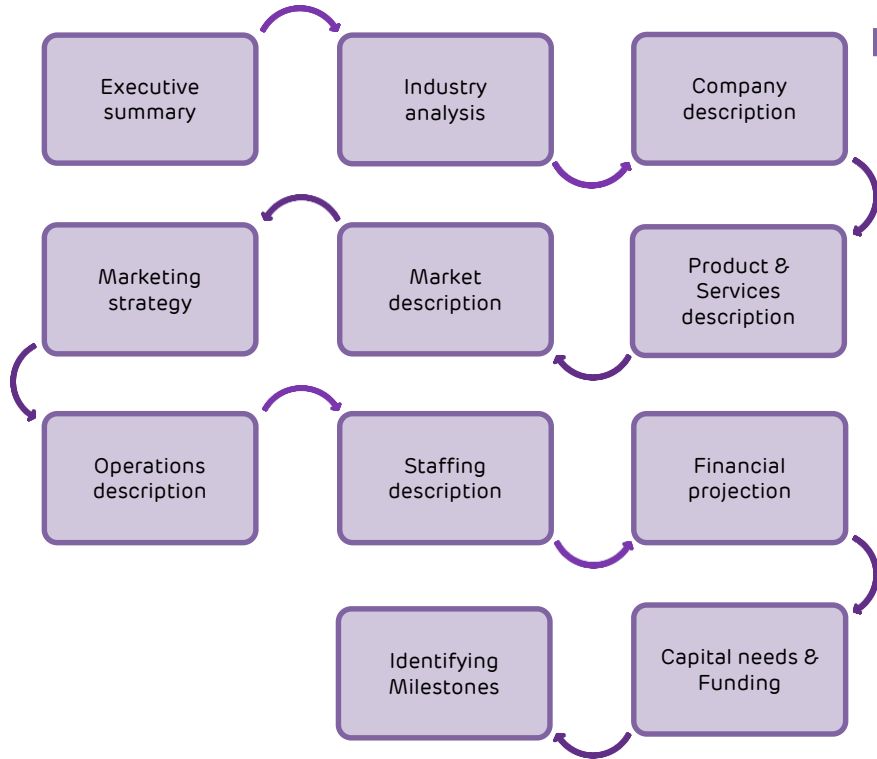 Executive
summary
Industry
analysis
Company
description
Product &
Services
description
Market
description
Marketing
strategy
Operations
description
Staffing
description
Financial
projection
Capital needs &
Funding
Identifying
Milestones